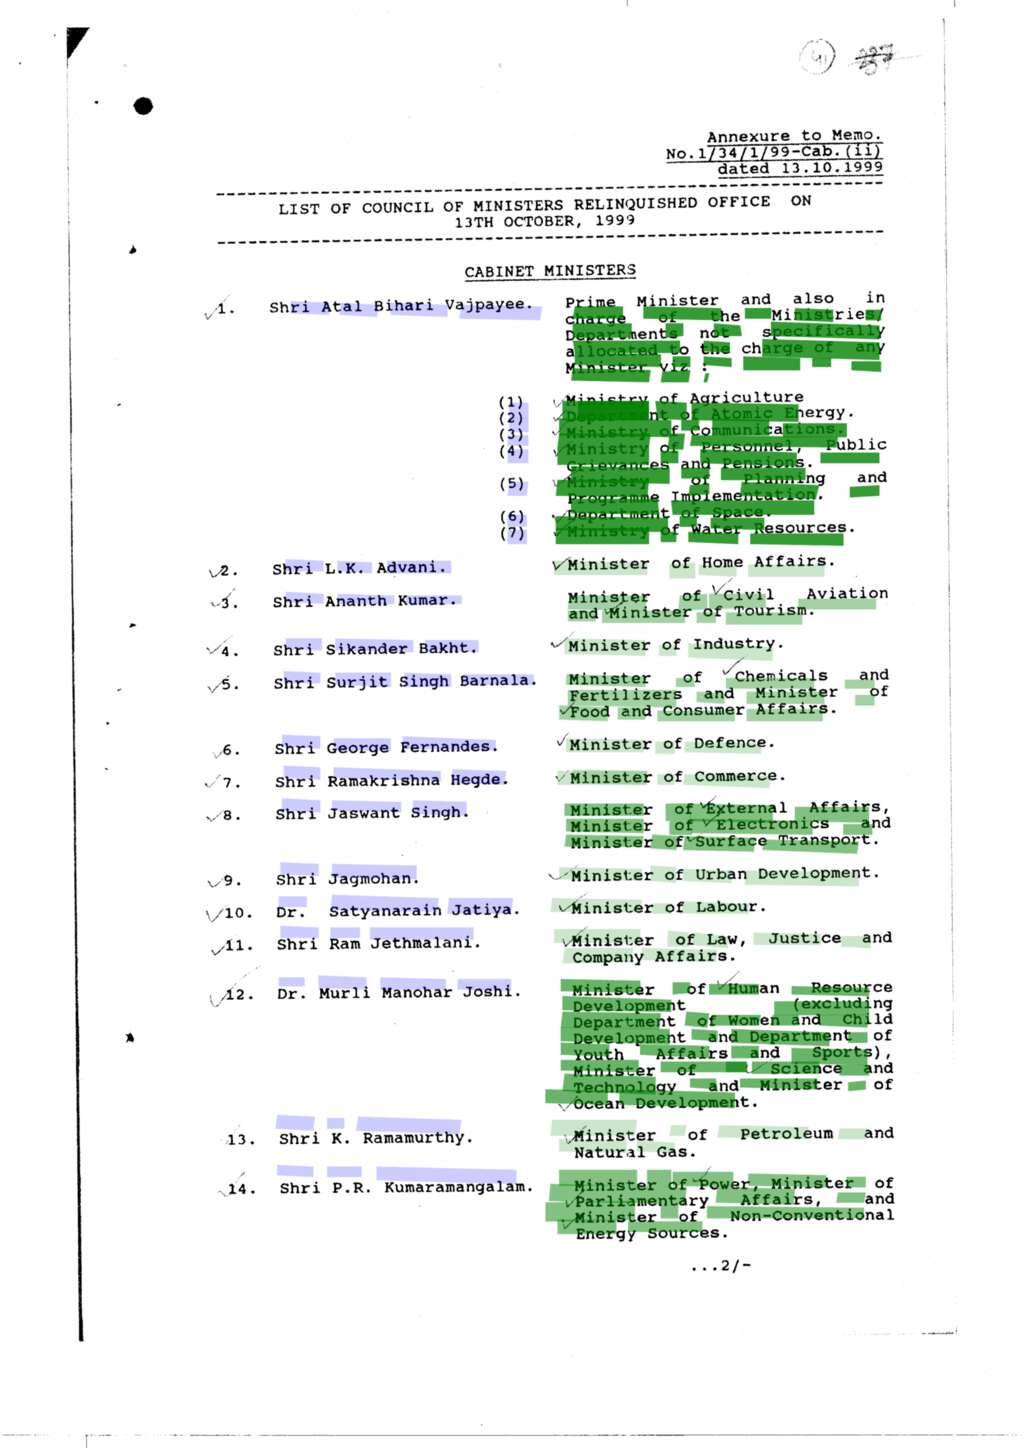 41
Annexure to Memo.
No.1/34/1/99-Cab.(ii)
dated 13.10.1999
LIST OF COUNCIL OF MINISTERS RELINQUISHED OFFICE ON
13TH OCTOBER, 1999
CABINET MINISTERS
1. Shri Atal Bihari Vajpayee. Prime Minister and also in
charge of the Ministries/
Departments not specifically
allocated to the charge of any
Minister viz :
(1) Ministry of Agriculture
(2) Department of Atomic Energy.
(3) Ministry of Communications.
(4) Ministry of Personnel, Public
Grievances and Pensions.
(5) Ministry of Planning and
Programme Implementation.
(6) Department of Space.
(7) Ministry of Water Resources.
2. Shri L.K. Advani. Minister of Home Affairs.
3. Shri Ananth Kumar. Minister of Civil Aviation
and Minister of Tourism.
4. Shri Sikander Bakht. Minister of Industry.
5. Shri Surjit Singh Barnala. Minister of Chemicals and
Fertilizers and Minister of
Food and Consumer Affairs.
6. Shri George Fernandes. Minister of Defence.
7. Shri Ramakrishna Hegde. Minister of Commerce.
8. Shri Jaswant Singh. Minister of External Affairs,
Minister of Electronics and
Minister of Surface Transport.
9. Shri Jagmohan. Minister of Urban Development.
10. Dr. Satyanarain Jatiya. Minister of Labour.
11. Shri Ram Jethmalani. Minister of Law, Justice and
Company Affairs.
12. Dr. Murli Manohar Joshi. Minister of Human Resource
Development (excluding
Department of Women and Child
Development and Department of
Youth Affairs and Sports),
Minister of Science and
Technology and Minister of
Ocean Development.
13. Shri K. Ramamurthy. Minister of Petroleum and
Natural Gas.
14. Shri P.R. Kumaramangalam. Minister of Power, Minister of
Parliamentary Affairs, and
Minister of Non-Conventional
Energy Sources.
...2/-